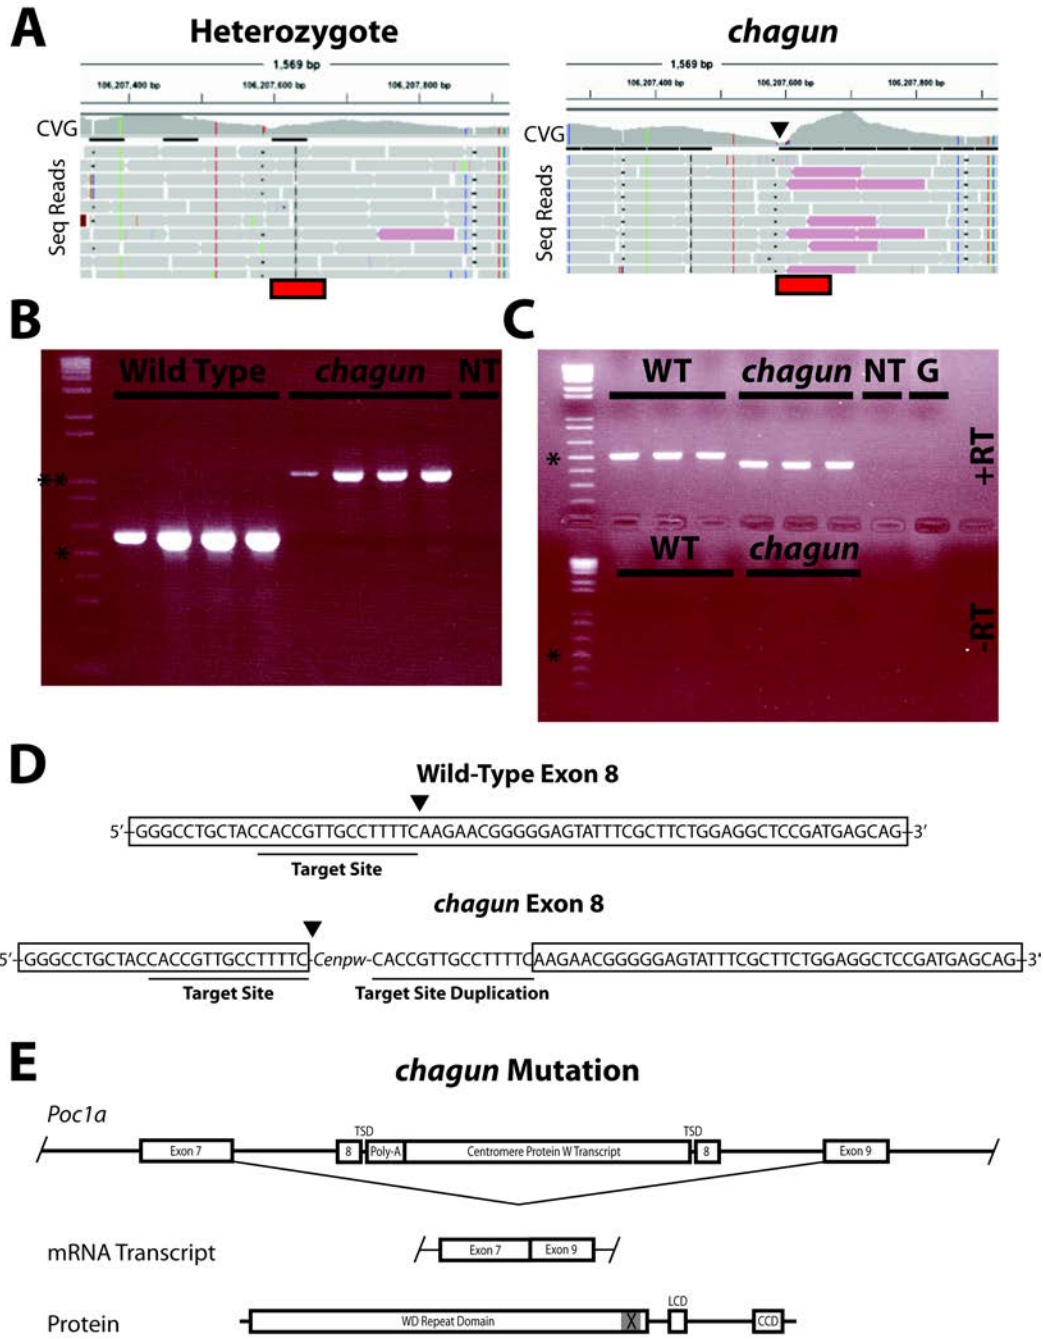 A
Heterozygote
chagun
1,569 bp
1,569 bp
106,207,400 bp 106,207,600 bp 106,207,800 bp
106,207,400 bp 106,207,600 bp 106,207,800 bp
CVG
CVG
Seq Reads
Seq Reads
B
C
Wild Type chagun NT
**
*
WT chagun NT G
*
+RT
WT chagun
*
-RT
D
Wild-Type Exon 8
5'-GGGCCTGCTACCACCGTTGCCTTTTCAAGAACGGGGGAGTATTTCGCTTCTGGAGGCTCCGATGAGCAG-3'
Target Site
chagun Exon 8
5'-GGGCCTGCTACCACCGTTGCCTTTTC-Cenpw-CACCGTTGCCTTTTCAAGAACGGGGGAGTATTTCGCTTCTGGAGGCTCCGATGAGCAG-3'
Target Site Target Site Duplication
E
chagun Mutation
Poc1a
TSD TSD
Exon 7 8 Poly-A Centromere Protein W Transcript 8 Exon 9
mRNA Transcript
Exon 7 Exon 9
LCD
Protein
WD Repeat Domain X CCD